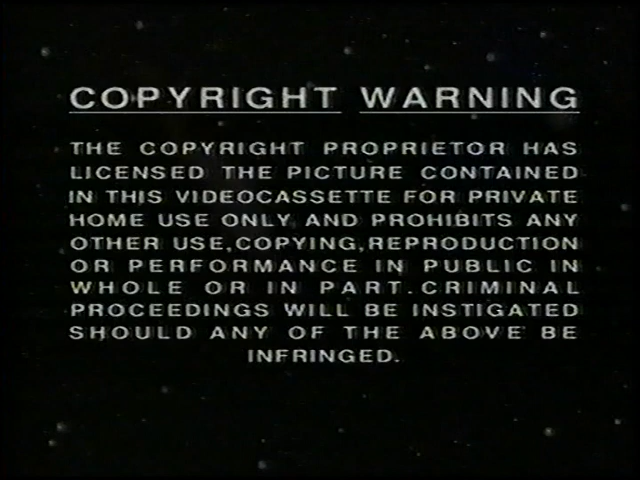 COPYRIGHT WARNING
THE COPYRIGHT PROPRIETOR HAS
LICENSED THE PICTURE CONTAINED
IN THIS VIDEOCASSETTE FOR PRIVATE
HOME USE ONLY AND PROHIBITS ANY
OTHER USE,COPYING,REPRODUCTION
OR PERFORMANCE IN PUBLIC IN
WHOLE OR IN PART.CRIMINAL
PROCEEDINGS WILL BE INSTIGATED
SHOULD ANY OF THE ABOVE BE
INFRINGED.